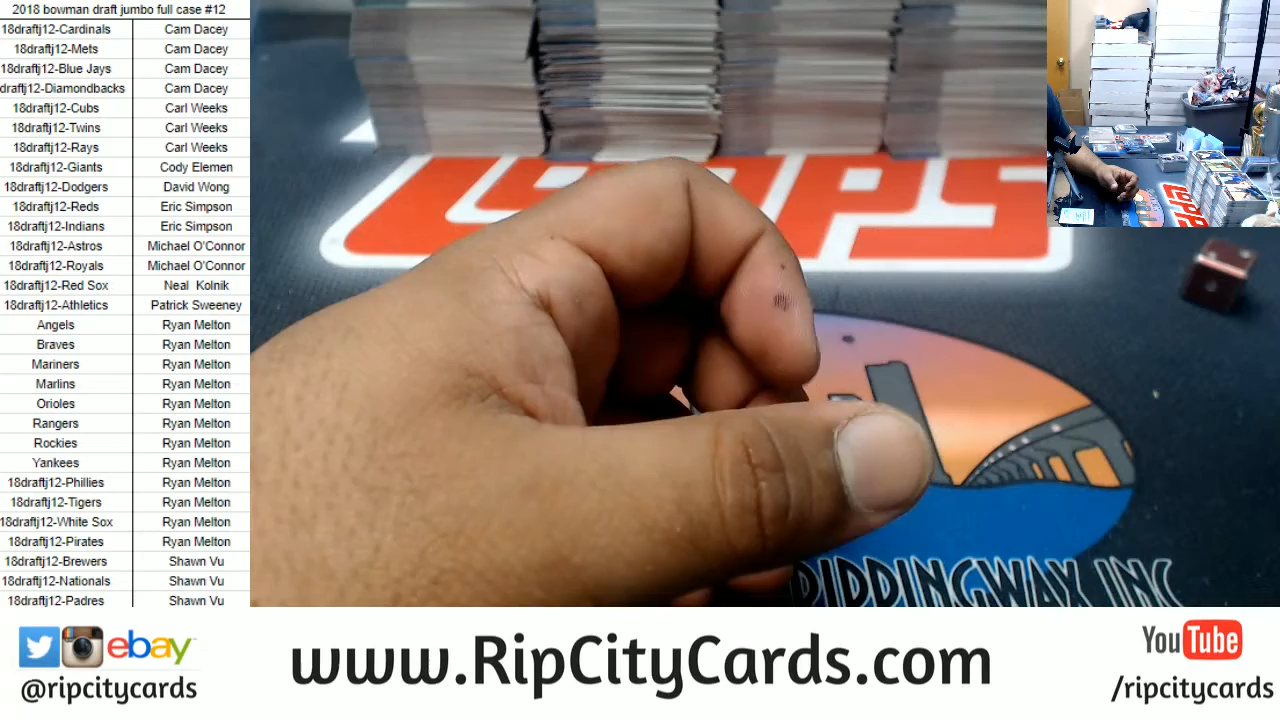 2018 bowman draft jumbo full case #12
18draftj12-Cardinals Cam Dacey
18draftj12-Mets Cam Dacey
18draftj12-Blue Jays Cam Dacey
draftj12-Diamondbacks Cam Dacey
18draftj12-Cubs Carl Weeks
18draftj12-Twins Carl Weeks
18draftj12-Rays Carl Weeks
18draftj12-Giants Cody Elemen
18draftj12-Dodgers David Wong
18draftj12-Reds Eric Simpson
18draftj12-Indians Eric Simpson
18draftj12-Astros Michael O'Connor
18draftj12-Royals Michael O'Connor
18draftj12-Red Sox Neal Kolnik
18draftj12-Athletics Patrick Sweeney
Angels Ryan Melton
Braves Ryan Melton
Mariners Ryan Melton
Marlins Ryan Melton
Orioles Ryan Melton
Rangers Ryan Melton
Rockies Ryan Melton
Yankees Ryan Melton
18draftj12-Phillies Ryan Melton
18draftj12-Tigers Ryan Melton
18draftj12-White Sox Ryan Melton
18draftj12-Pirates Ryan Melton
18draftj12-Brewers Shawn Vu
18draftj12-Nationals Shawn Vu
18draftj12-Padres Shawn Vu
topps
RIPPINGWAX INC
ebay
@ripcitycards
www.RipCityCards.com
YouTube
/ripcitycards